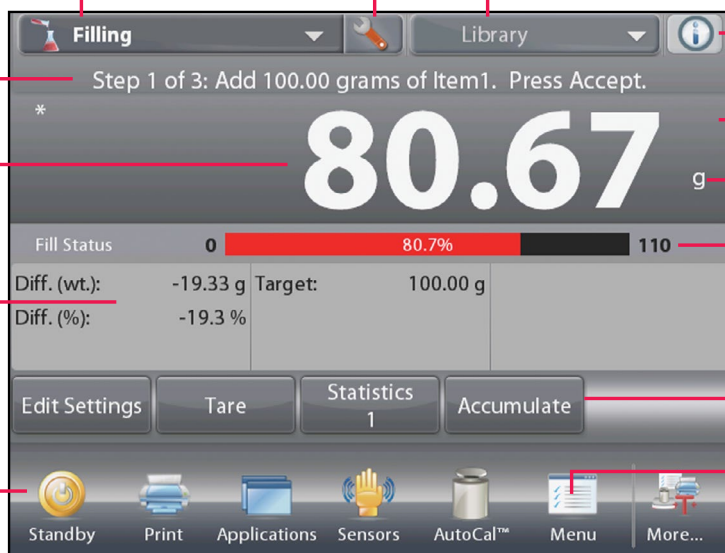 Filling Library
Step 1 of 3: Add 100.00 grams of Item1. Press Accept.
*
80.67 g
Fill Status 0 80.7% 110
Diff. (wt.): -19.33 g Target: 100.00 g
Diff. (%): -19.3 %
Edit Settings Tare Statistics 1 Accumulate
Standby Print Applications Sensors AutoCal™ Menu More...